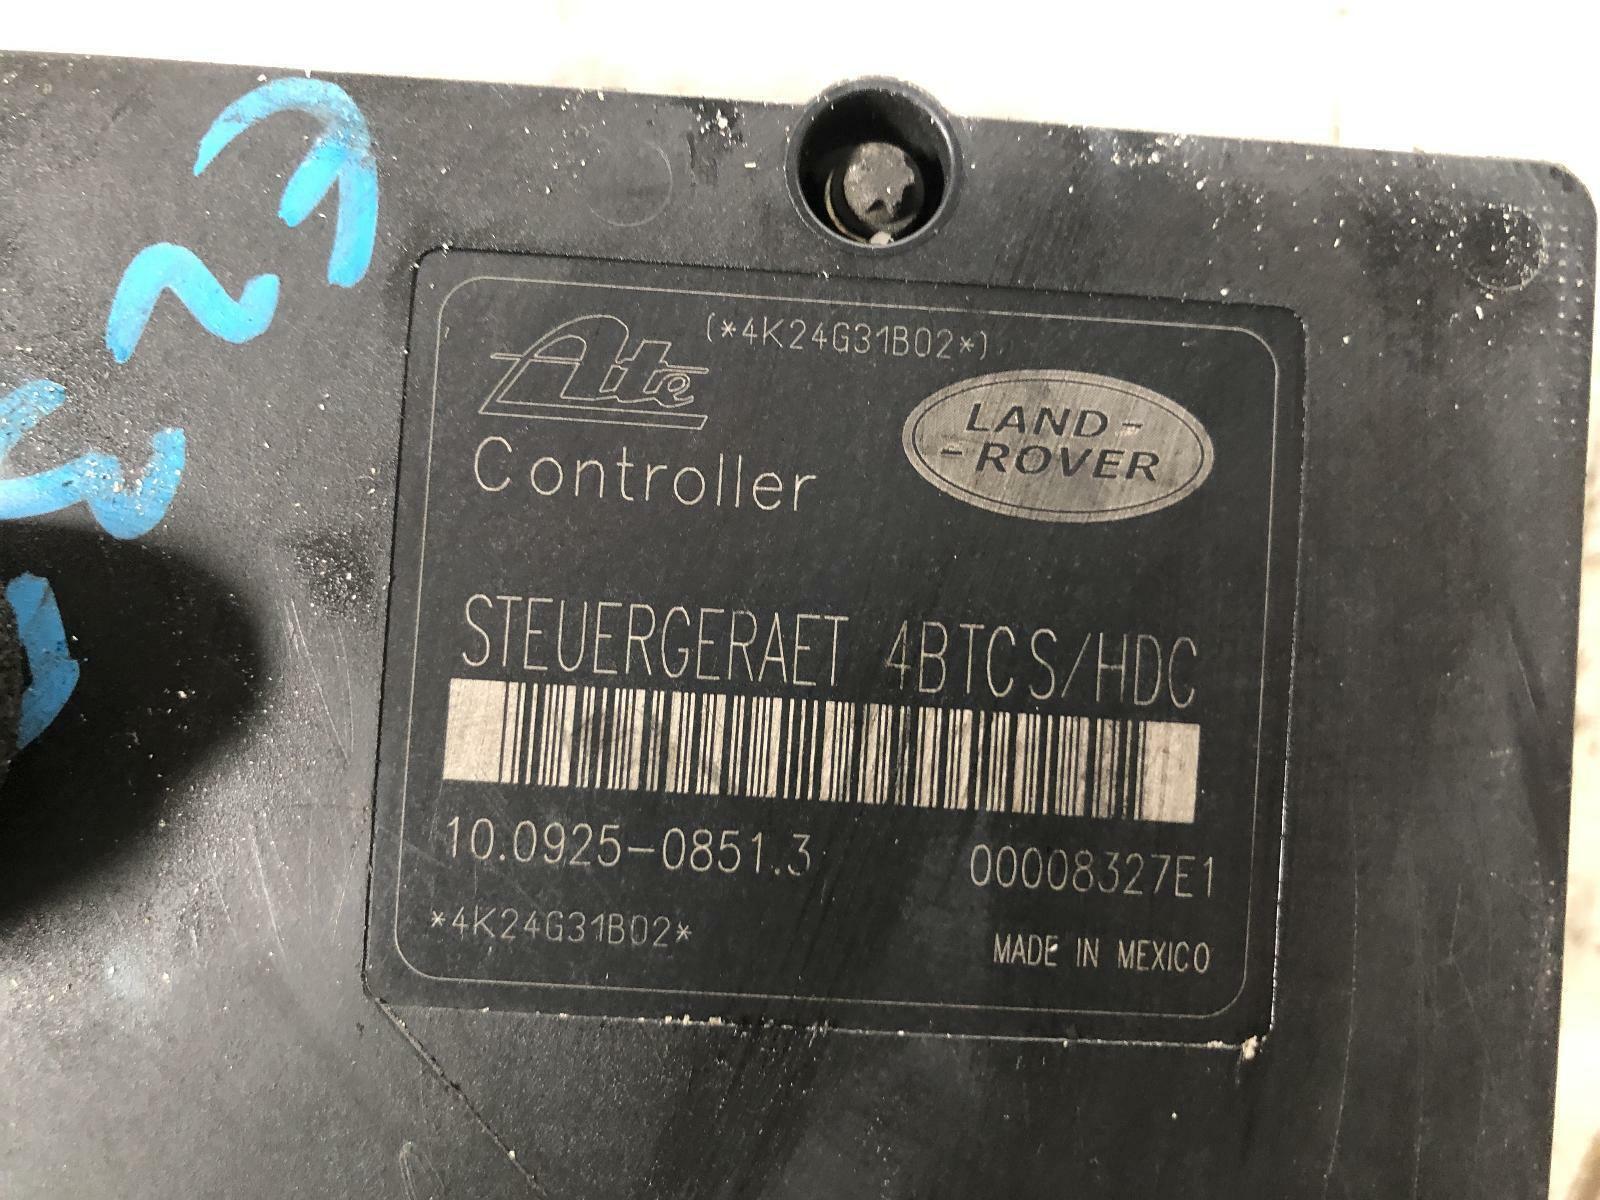 (*4K24G31B02*)
Ate
LAND-
-ROVER
Controller
STEUERGERAET 4BTCS/HDC
10.0925-0851.3 00008327E1
*4K24G31B02*
MADE IN MEXICO